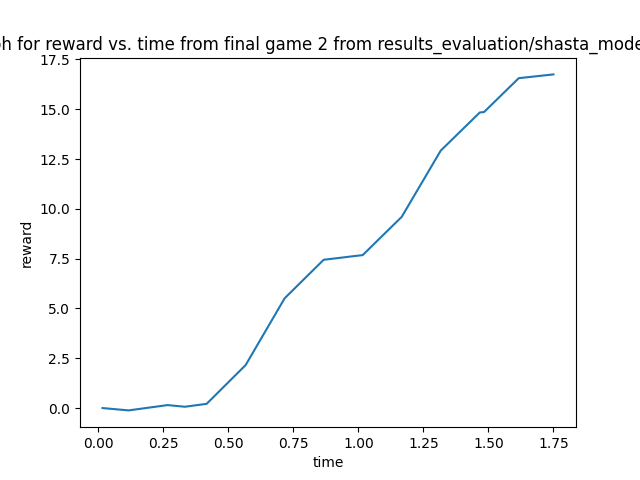 for reward vs. time from final game 2 from results_evaluation/shasta_mode
17.5
15.0
12.5
10.0
7.5
5.0
2.5
0.0
reward
0.00 0.25 0.50 0.75 1.00 1.25 1.50 1.75
time